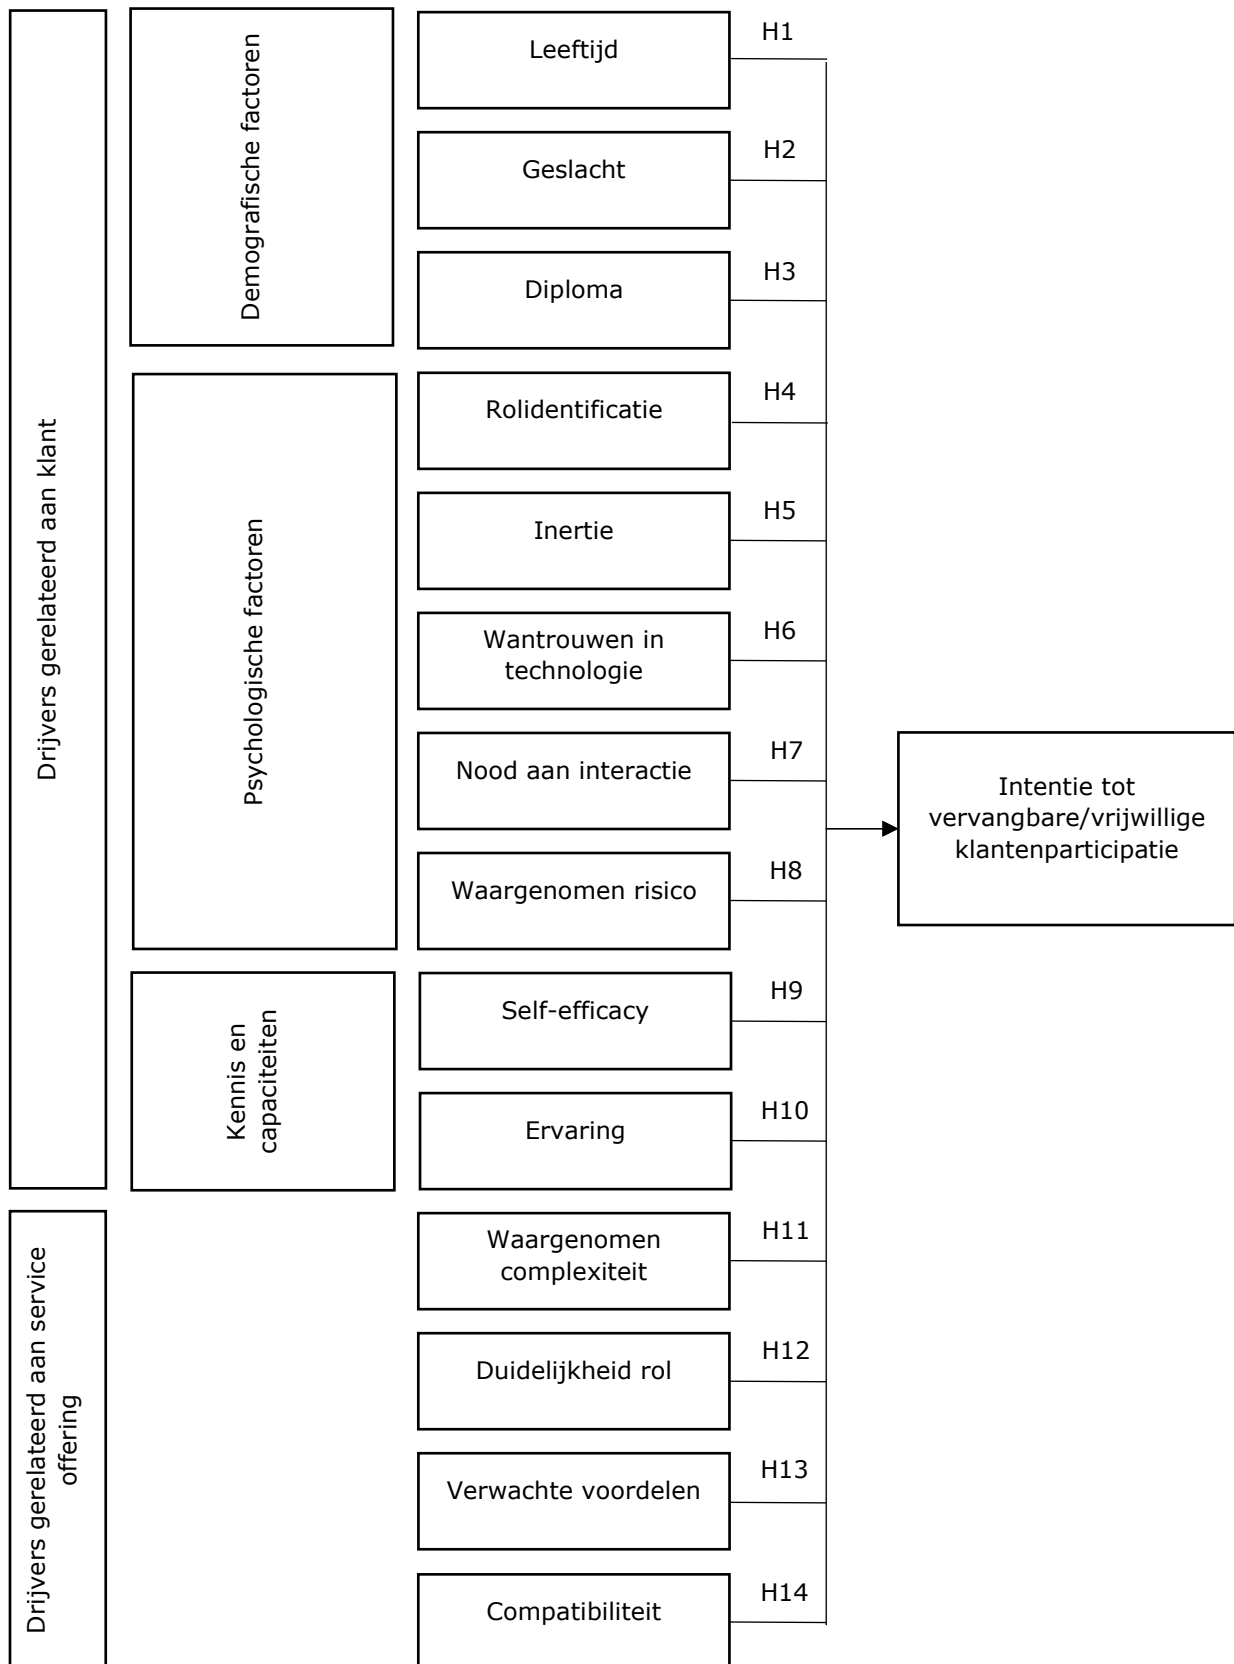 Drijvers gerelateerd aan klant
Demografische factoren
Leeftijd
H1
Geslacht
H2
Diploma
H3
Psychologische factoren
Rolidentificatie
H4
Inertie
H5
Wantrouwen in
technologie
H6
Nood aan interactie
H7
Waargenomen risico
H8
Kennis en
capaciteiten
Self-efficacy
H9
Ervaring
H10
Drijvers gerelateerd aan service
offering
Waargenomen
complexiteit
H11
Duidelijkheid rol
H12
Verwachte voordelen
H13
Compatibiliteit
H14
Intentie tot
vervangbare/vrijwillige
klantenparticipatie